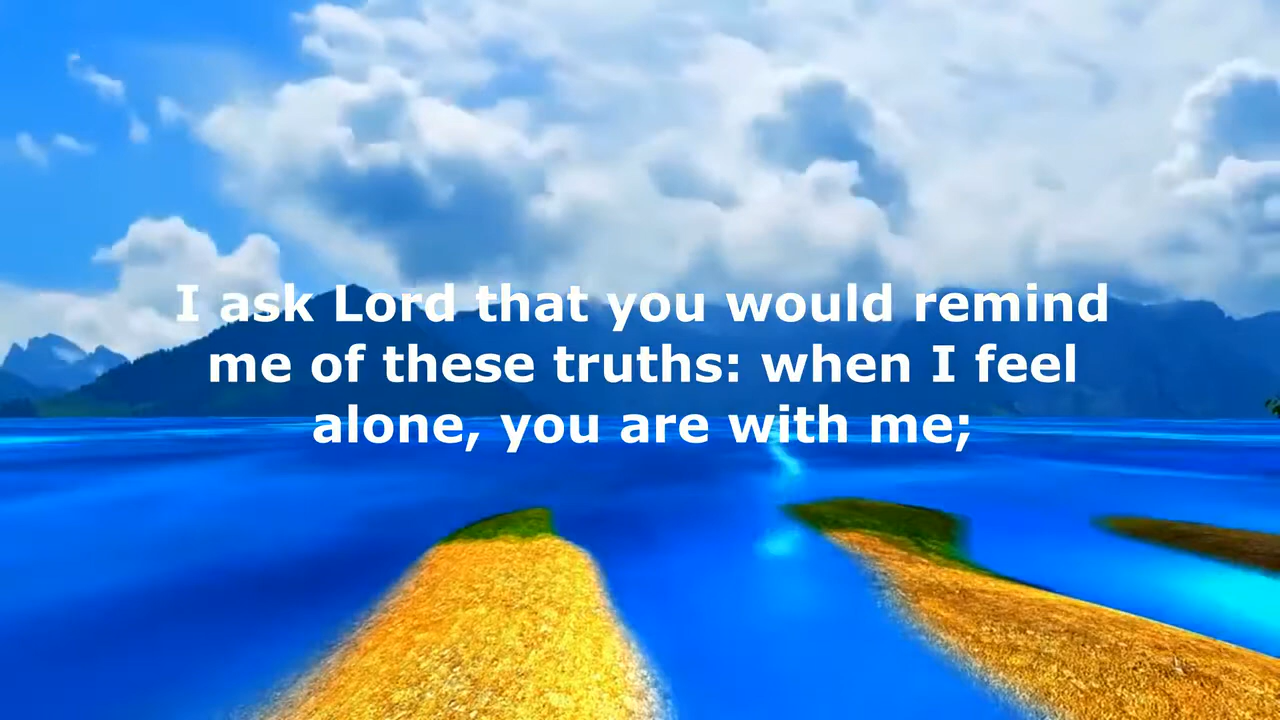 I ask Lord that you would remind
me of these truths: when I feel
alone, you are with me;